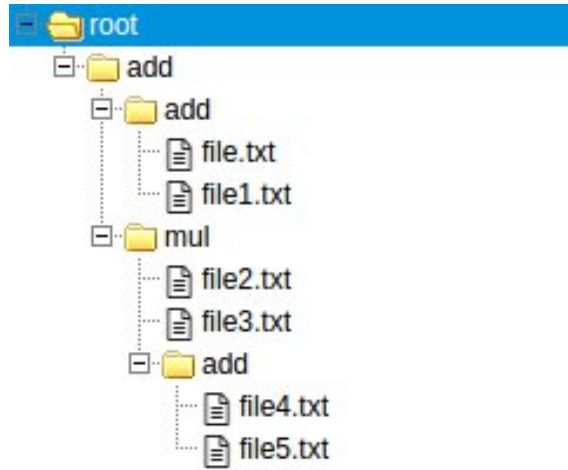 root
add
add
file.txt
file1.txt
mul
file2.txt
file3.txt
add
file4.txt
file5.txt